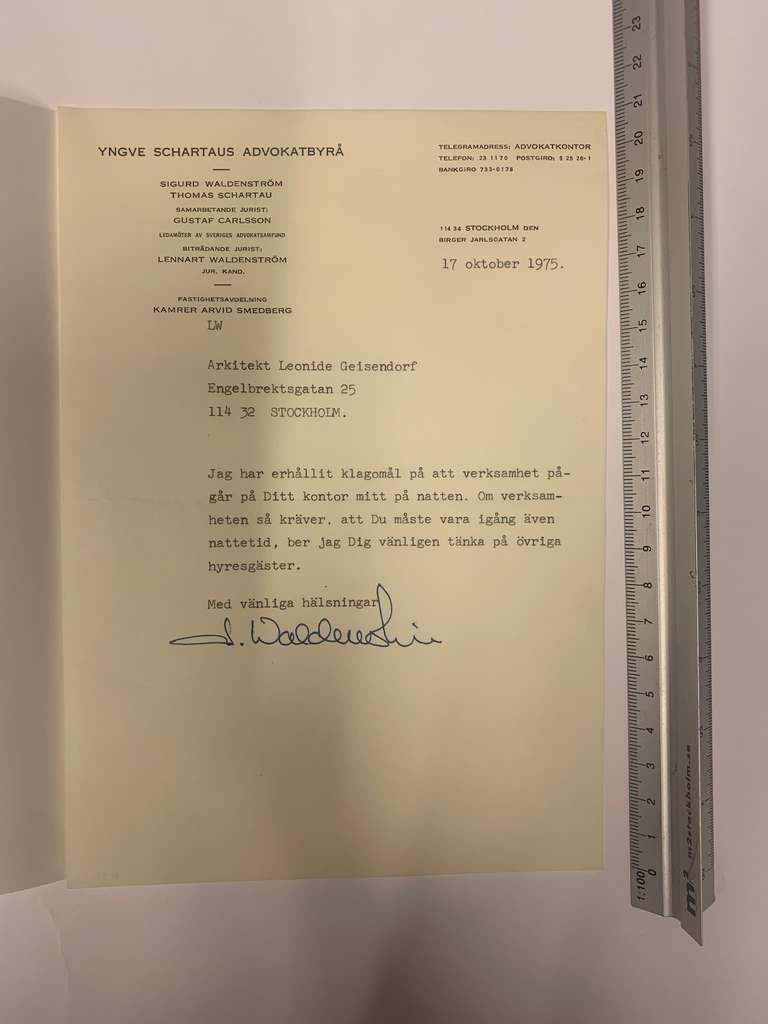 YNGVE SCHARTAUS ADVOKATBYRÅ
SIGURD WALDENSTRÖM
THOMAS SCHARTAU
SAMARBETANDE JURIST:
GUSTAF CARLSSON
LEDAMÖTER AV SVERIGES ADVOKATSAMFUND
BITRÄDANDE JURIST:
LENNART WALDENSTRÖM
JUR. KAND.
FASTIGHETSAVDELNING
KAMRER ARVID SMEDBERG
LW
TELEGRAMADRESS: ADVOKATKONTOR
TELEFON: 23 11 70 POSTGIRO: 5 25 26-1
BANKGIRO 733-0178
114 34 STOCKHOLM DEN
BIRGER JARLSGATAN 2
17 oktober 1975.
Arkitekt Leonide Geisendorf
Engelbrektsgatan 25
114 32 STOCKHOLM.
Jag har erhållit klagomål på att verksamhet på-
går på Ditt kontor mitt på natten. Om verksam-
heten så kräver, att Du måste vara igång även
nattetid, ber jag Dig vänligen tänka på övriga
hyresgäster.
Med vänliga hälsningar
S. Waldenström
23
22
21
20
19
18
17
16
15
14
13
12
11
10
9
8
7
6
5
4
3
2
1
0
1:100
m2 m2stockholm.se